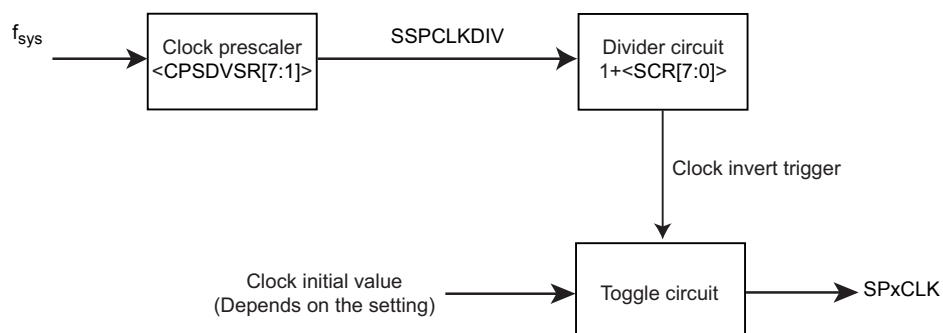 fsys
Clock prescaler
<CPSDVSR[7:1]>
SSPCLKDIV
Divider circuit
1+<SCR[7:0]>
Clock invert trigger
Clock initial value
(Depends on the setting)
Toggle circuit
SPxCLK